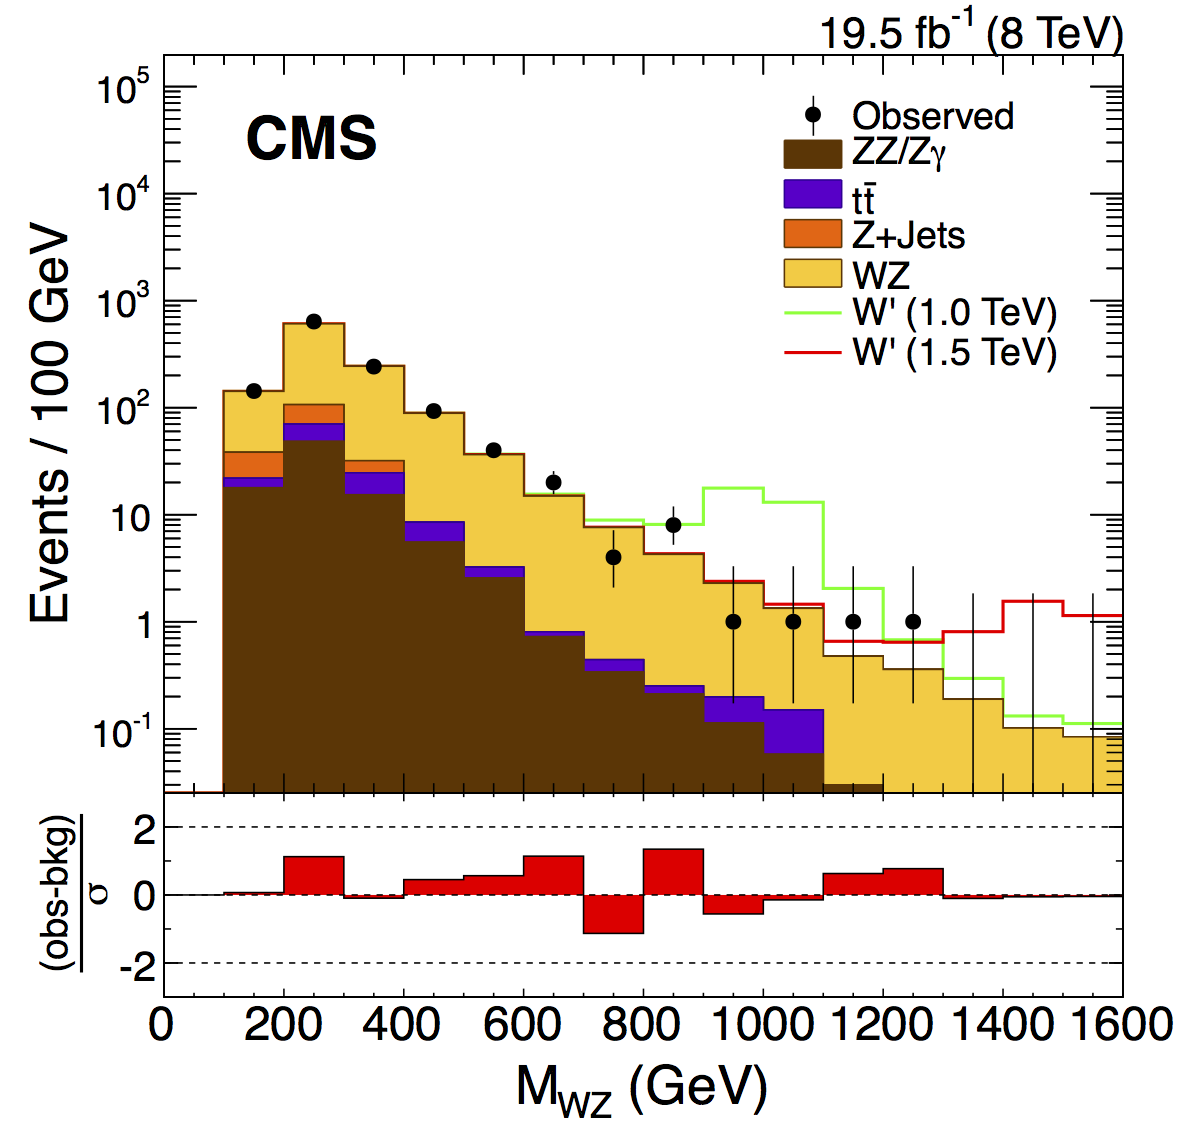 19.5 fb⁻¹ (8 TeV)
CMS
Observed
ZZ/Zγ
tt̄
Z+Jets
WZ
W' (1.0 TeV)
W' (1.5 TeV)
Events / 100 GeV
10⁵
10⁴
10³
10²
10
1
10⁻¹
(obs-bkg)
σ
2
0
-2
0 200 400 600 800 1000 1200 1400 1600
M_WZ (GeV)